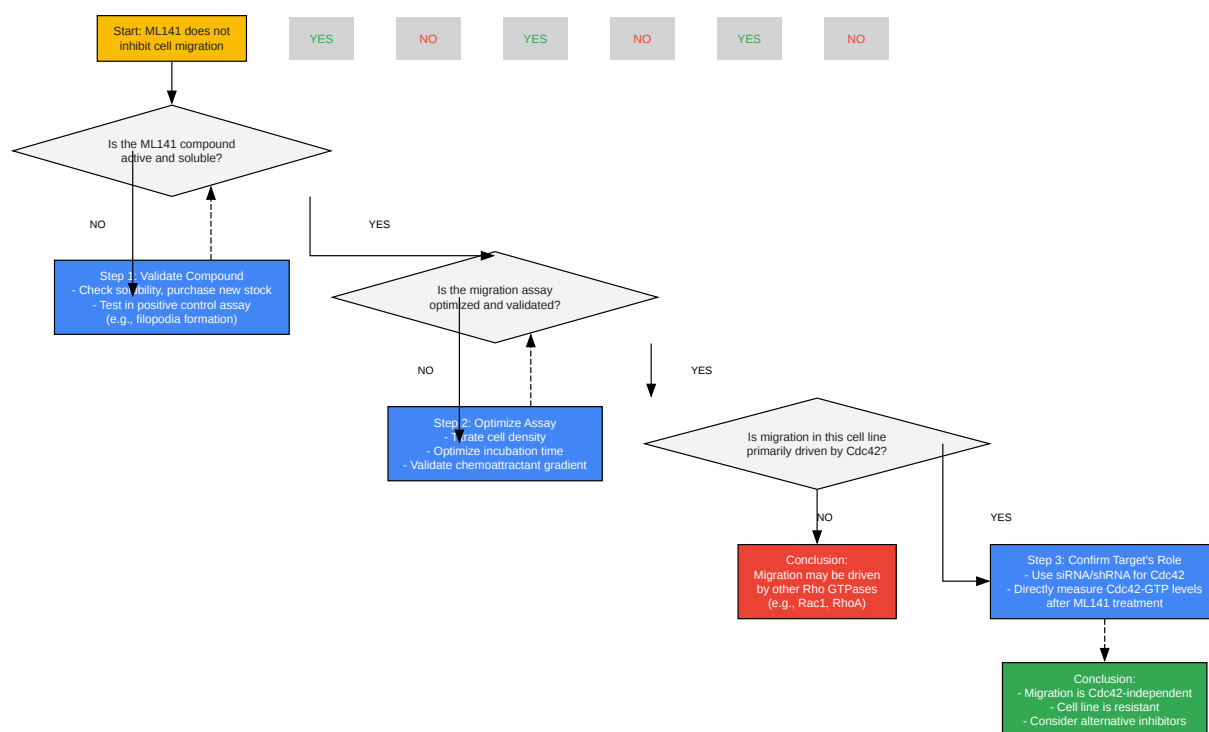 Start: ML141 does not
inhibit cell migration
YES
NO
YES
NO
YES
NO
Is the ML141 compound
active and soluble?
NO
YES
Step 1: Validate Compound
- Check solubility, purchase new stock
- Test in positive control assay
(e.g., filopodia formation)
Is the migration assay
optimized and validated?
NO
YES
Step 2: Optimize Assay
- Titrate cell density
- Optimize incubation time
- Validate chemoattractant gradient
Is migration in this cell line
primarily driven by Cdc42?
NO
YES
Conclusion:
Migration may be driven
by other Rho GTPases
(e.g., Rac1, RhoA)
Step 3: Confirm Target's Role
- Use siRNA/shRNA for Cdc42
- Directly measure Cdc42-GTP levels
after ML141 treatment
Conclusion:
- Migration is Cdc42-independent
- Cell line is resistant
- Consider alternative inhibitors